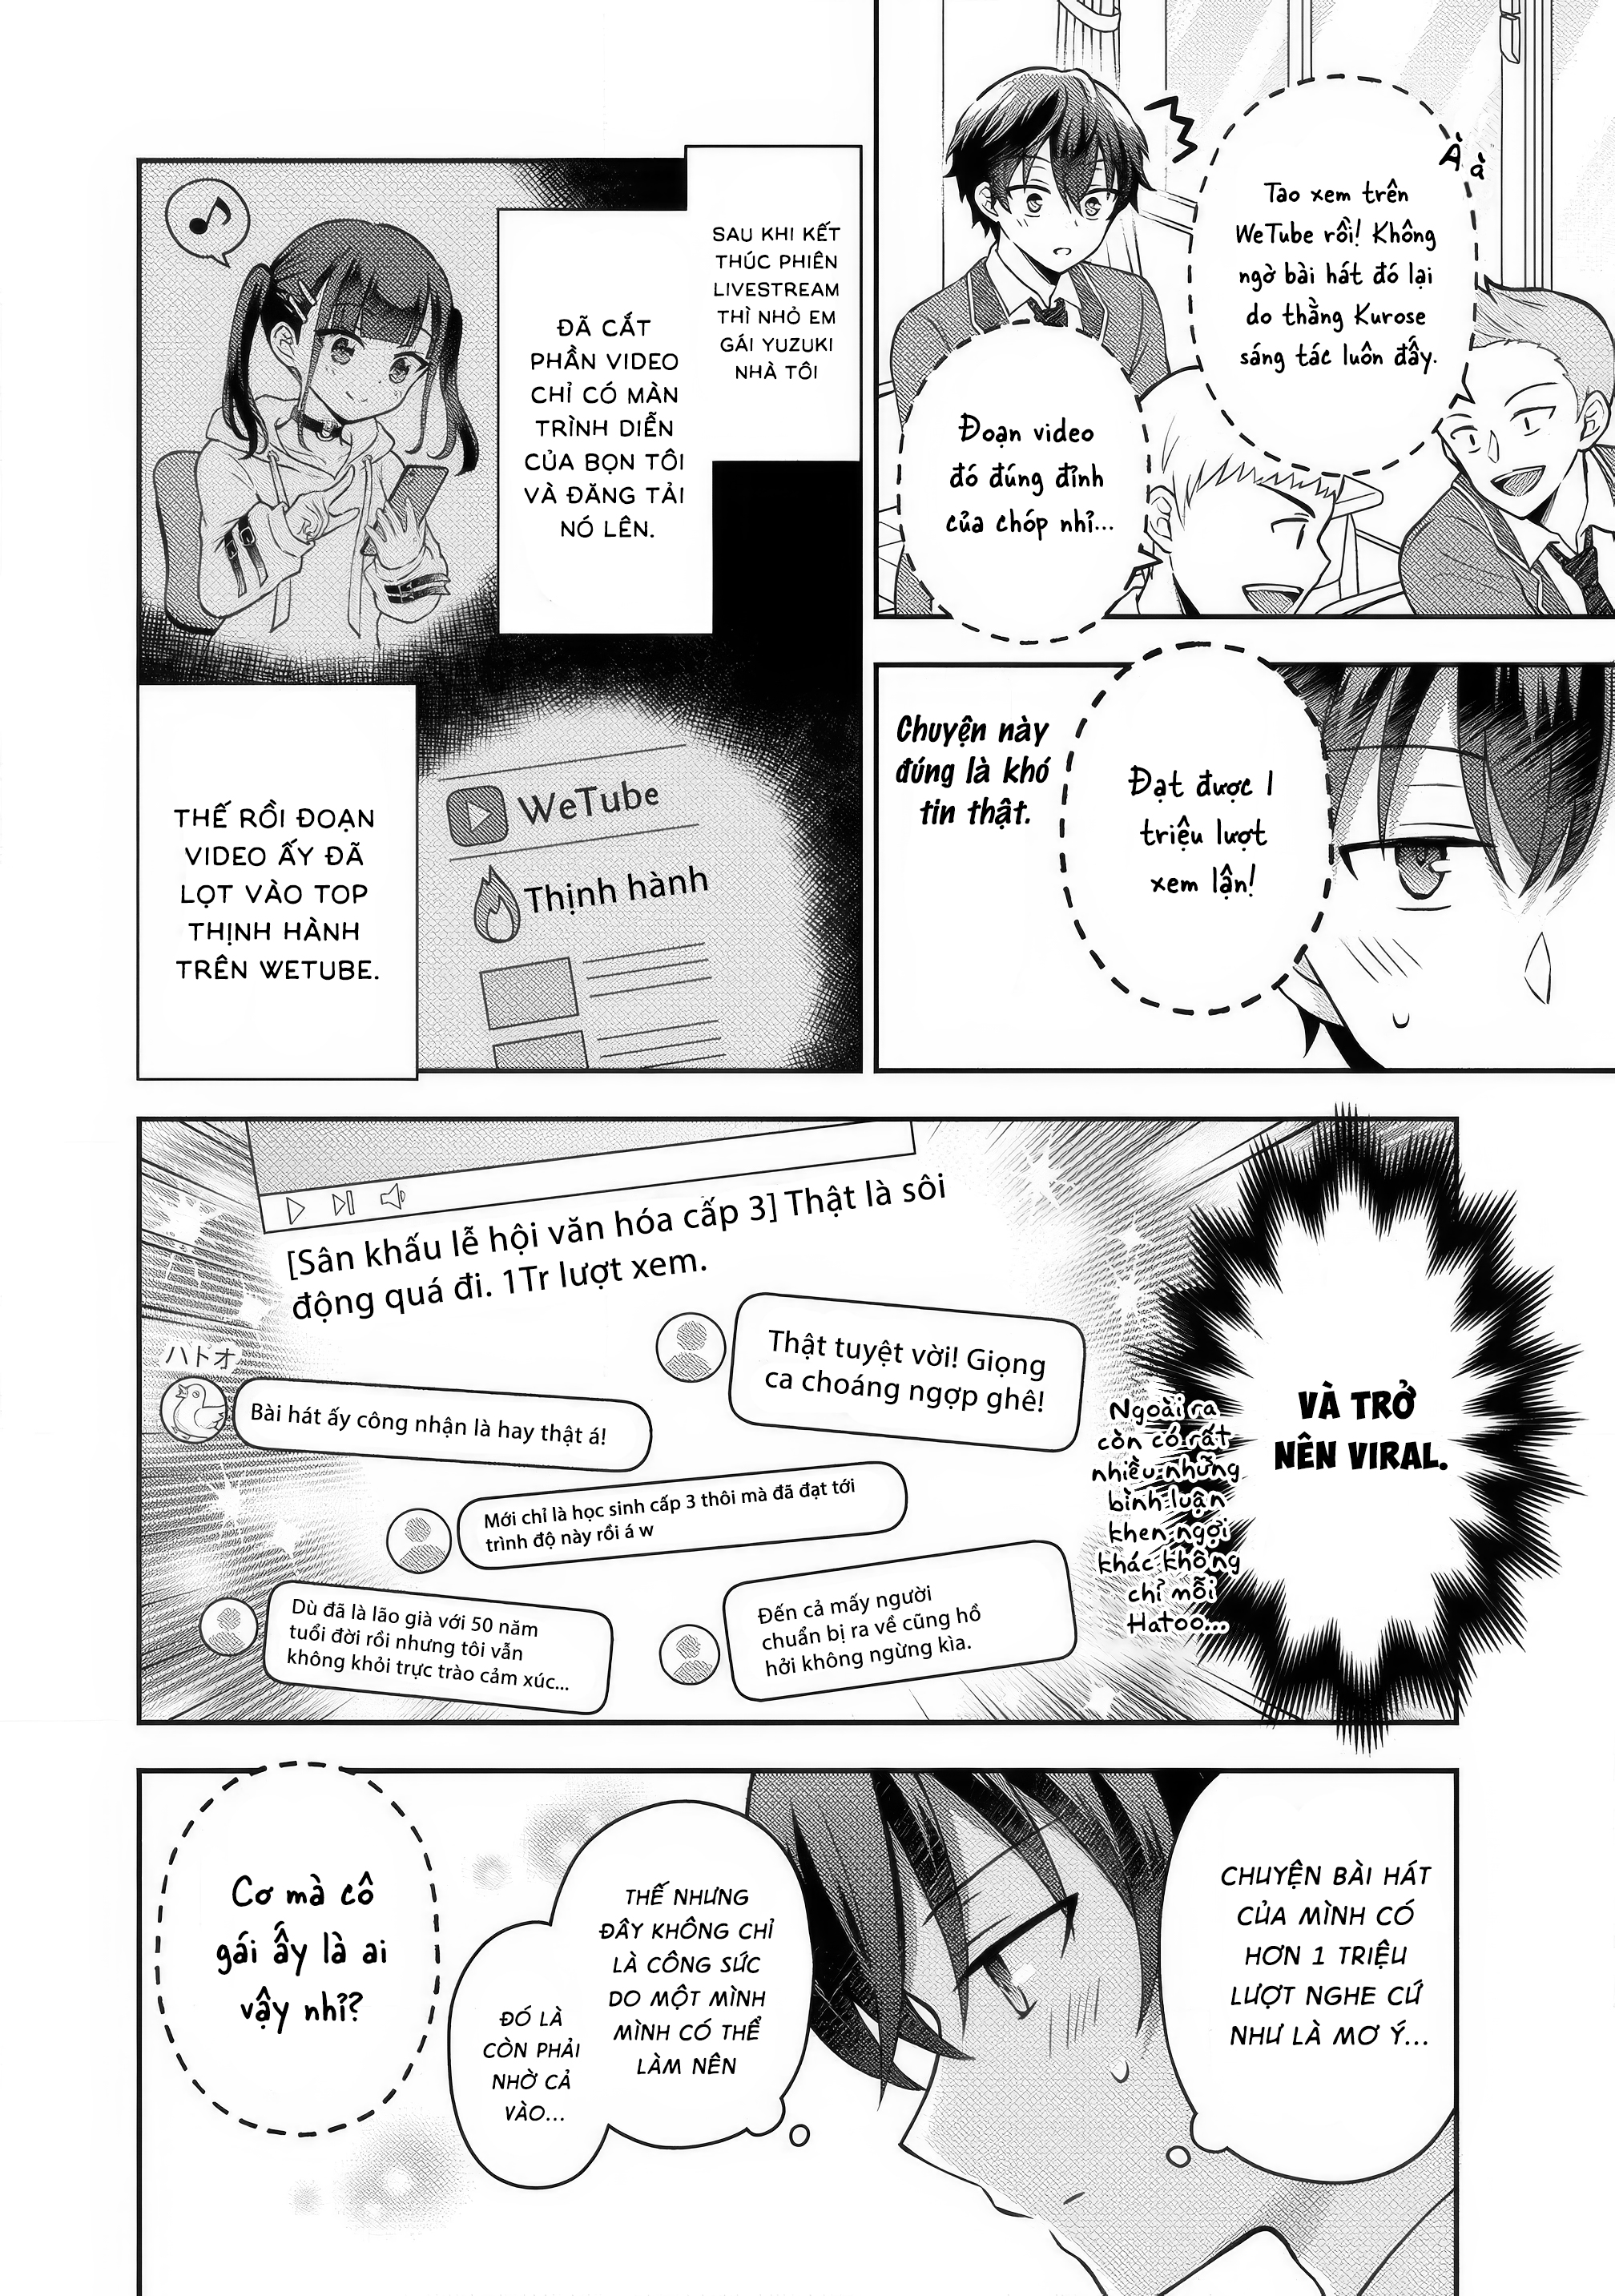 À à
Tao xem trên
WeTube rồi! Không
ngờ bài hát đó lại
do thằng Kurose
sáng tác luôn đấy.
Đoạn video
đó đúng đỉnh
của chóp nhỉ...
Đạt được 1
triệu lượt
xem lận!
Chuyện này
đúng là khó
tin thật.
SAU KHI KẾT
THÚC PHIÊN
LIVESTREAM
THÌ NHỎ EM
GÁI YUZUKI
NHÀ TÔI
ĐÃ CẮT
PHẦN VIDEO
CHỈ CÓ MÀN
TRÌNH DIỄN
CỦA BỌN TÔI
VÀ ĐĂNG TẢI
NÓ LÊN.
WeTube
Thịnh hành
THẾ RỒI ĐOẠN
VIDEO ẤY ĐÃ
LỌT VÀO TOP
THỊNH HÀNH
TRÊN WETUBE.
VÀ TRỞ
NÊN VIRAL.
[Sân khấu lễ hội văn hóa cấp 3] Thật là sôi
động quá đi. 1Tr lượt xem.
Thật tuyệt vời! Giọng
ca choáng ngợp ghê!
ハトオ
Bài hát ấy công nhận là hay thật á!
Mới chỉ là học sinh cấp 3 thôi mà đã đạt tới
trình độ này rồi á w
Dù đã là lão già với 50 năm
tuổi đời rồi nhưng tôi vẫn
không khỏi trực trào cảm xúc...
Đến cả mấy người
chuẩn bị ra về cũng hồ
hởi không ngừng kìa.
Ngoài ra
còn có rất
nhiều những
bình luận
khen ngợi
khác không
chỉ mỗi
Hatoo...
CHUYỆN BÀI HÁT
CỦA MÌNH CÓ
HƠN 1 TRIỆU
LƯỢT NGHE CỨ
NHƯ LÀ MƠ Ý...
THẾ NHƯNG
ĐÂY KHÔNG CHỈ
LÀ CÔNG SỨC
DO MỘT MÌNH
MÌNH CÓ THỂ
LÀM NÊN
ĐÓ LÀ
CÒN PHẢI
NHỜ CẢ
VÀO...
Cơ mà cô
gái ấy là ai
vậy nhỉ?